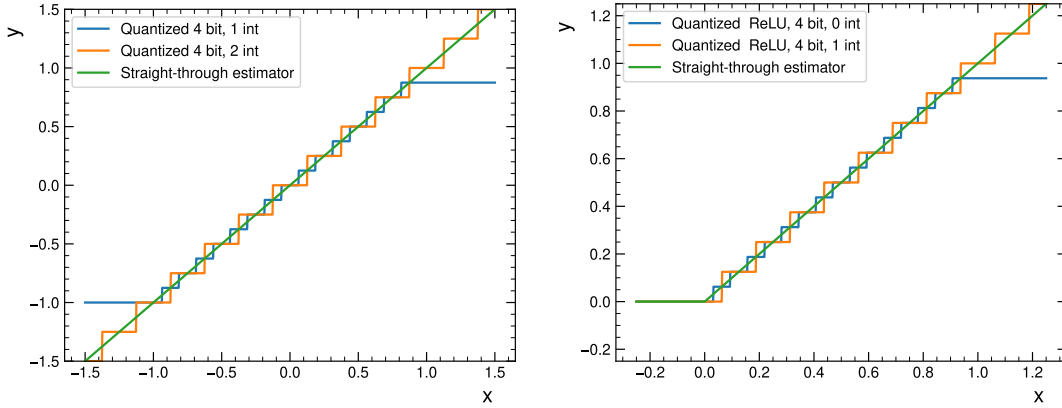 Quantized 4 bit, 1 int
Quantized 4 bit, 2 int
Straight-through estimator
y
1.5
1.0
0.5
0.0
−0.5
−1.0
−1.5
−1.5 −1.0 −0.5 0.0 0.5 1.0 1.5
x
Quantized ReLU, 4 bit, 0 int
Quantized ReLU, 4 bit, 1 int
Straight-through estimator
y
1.2
1.0
0.8
0.6
0.4
0.2
0.0
−0.2
−0.2 0.0 0.2 0.4 0.6 0.8 1.0 1.2
x